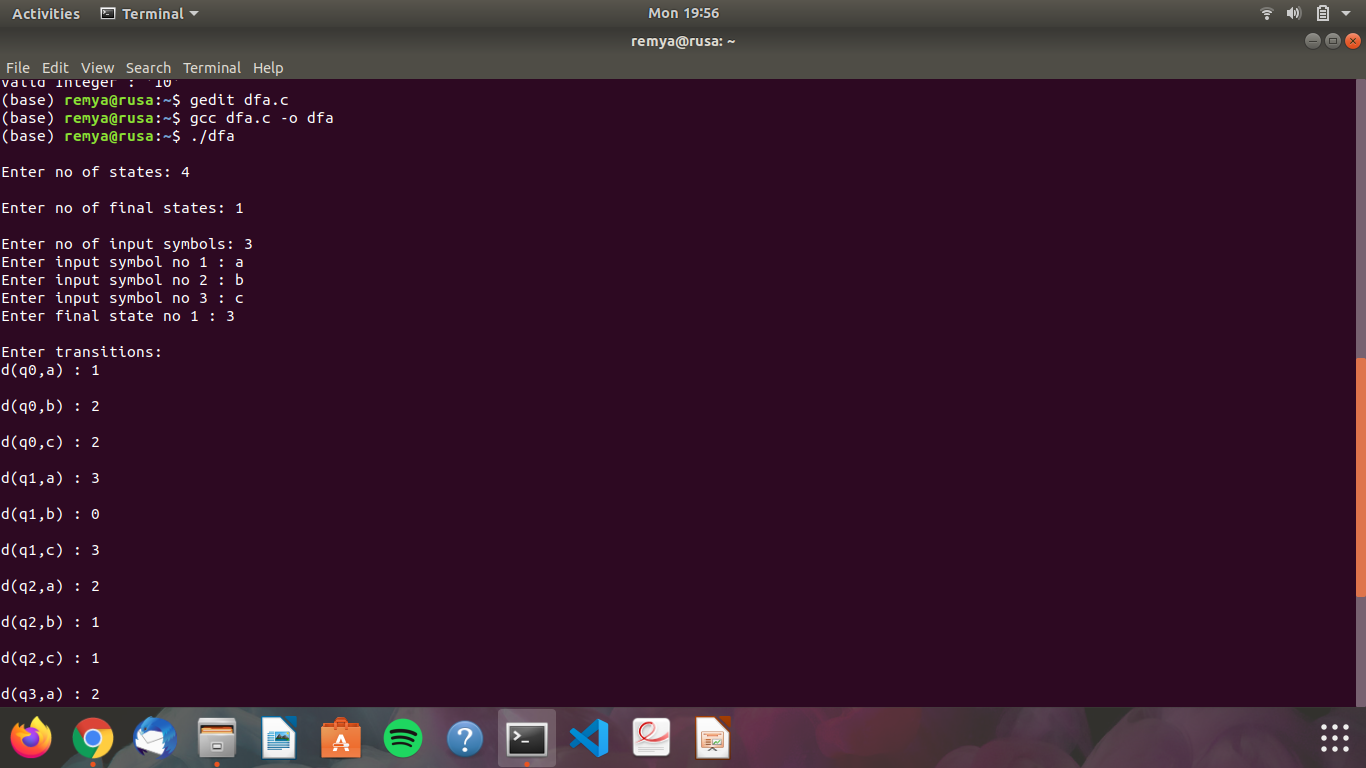 Activities Terminal Mon 19:56
remya@rusa: ~
File Edit View Search Terminal Help
valid integer : '10'
(base) remya@rusa:~$ gedit dfa.c
(base) remya@rusa:~$ gcc dfa.c -o dfa
(base) remya@rusa:~$ ./dfa
Enter no of states: 4
Enter no of final states: 1
Enter no of input symbols: 3
Enter input symbol no 1 : a
Enter input symbol no 2 : b
Enter input symbol no 3 : c
Enter final state no 1 : 3
Enter transitions:
d(q0,a) : 1
d(q0,b) : 2
d(q0,c) : 2
d(q1,a) : 3
d(q1,b) : 0
d(q1,c) : 3
d(q2,a) : 2
d(q2,b) : 1
d(q2,c) : 1
d(q3,a) : 2